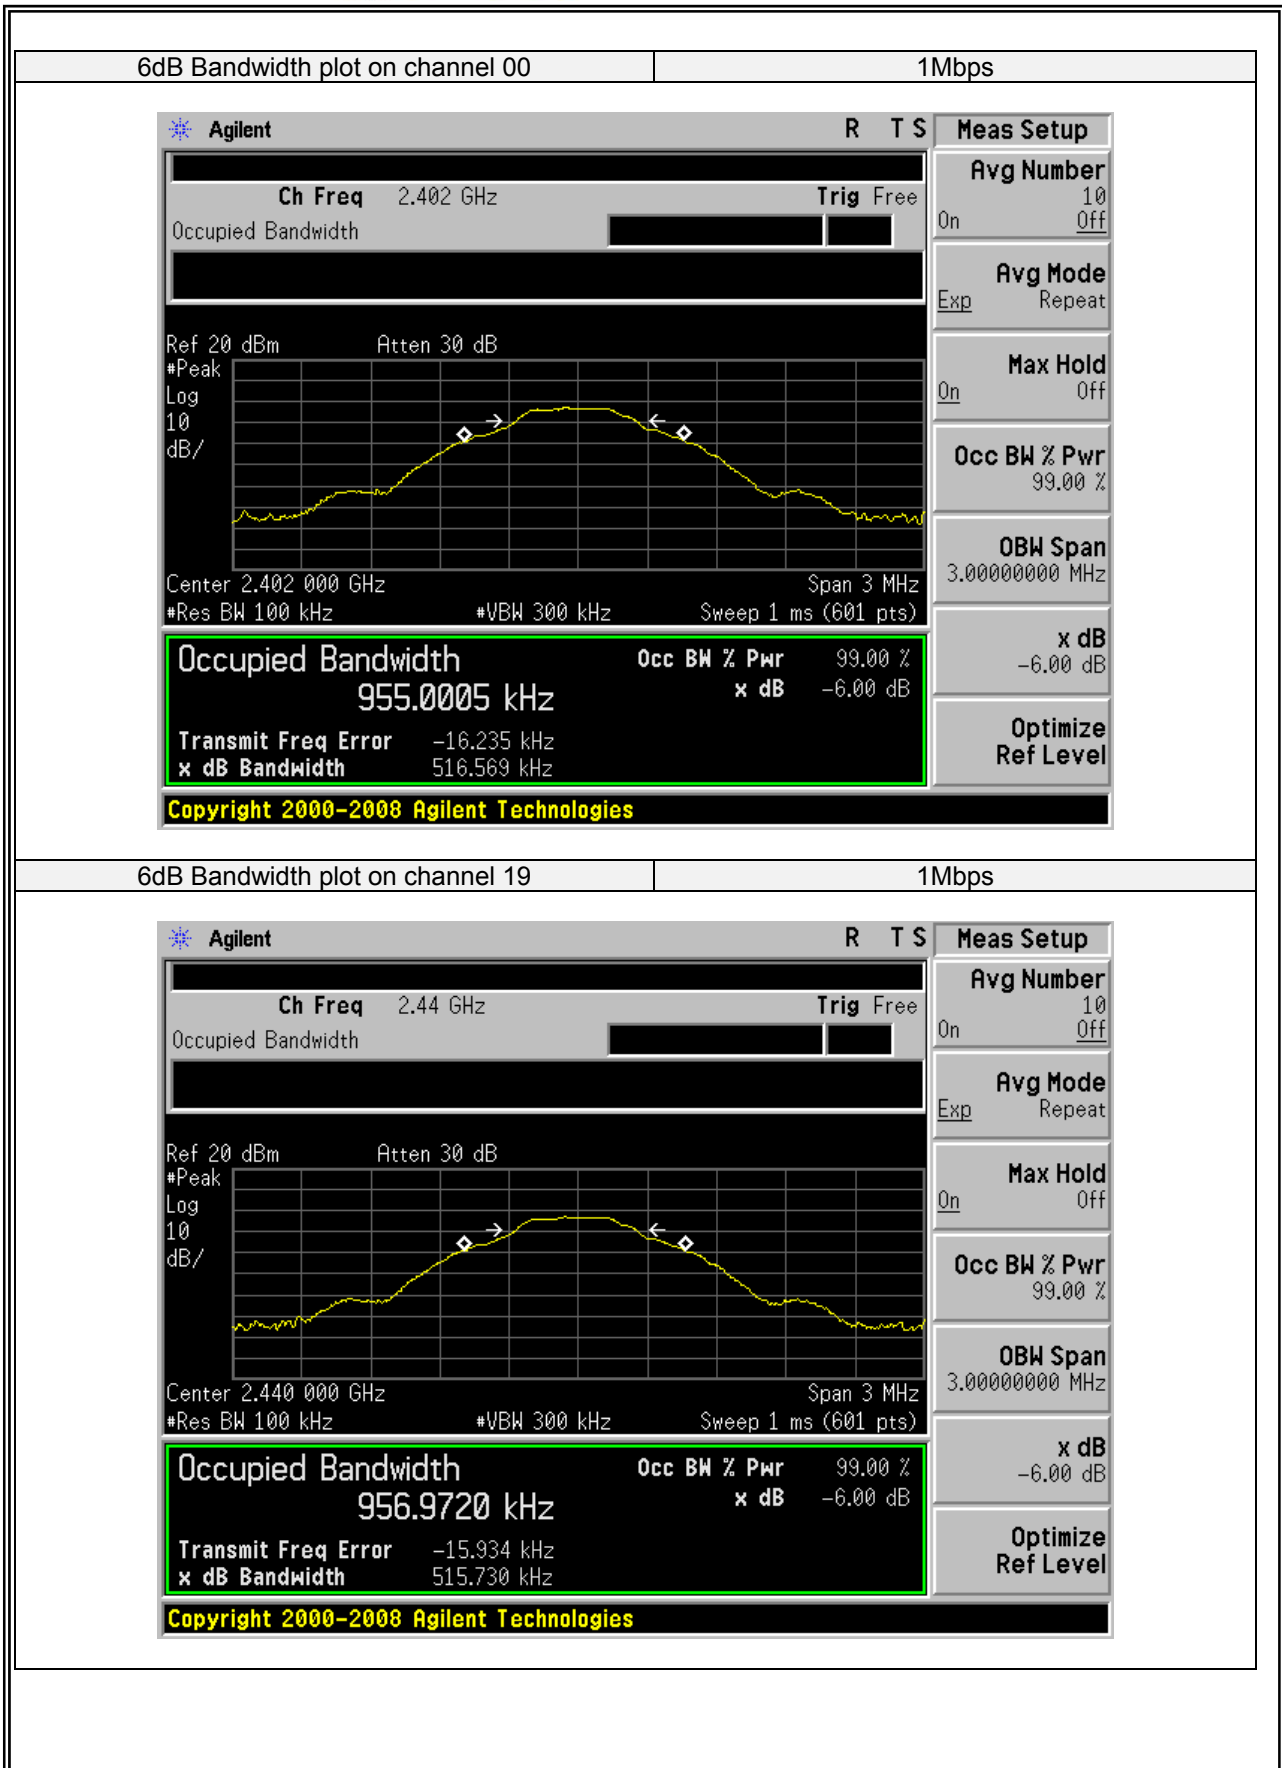 6dB Bandwidth plot on channel 00 1Mbps
Agilent R T S Meas Setup
Avg Number
10
On Off
Ch Freq 2.402 GHz Trig Free
Occupied Bandwidth
Avg Mode
Exp Repeat
Ref 20 dBm Atten 30 dB
#Peak
Log
10
dB/
Max Hold
On Off
Occ BW % Pwr
99.00 %
OBW Span
3.00000000 MHz
Center 2.402 000 GHz Span 3 MHz
#Res BW 100 kHz #VBW 300 kHz Sweep 1 ms (601 pts)
Occupied Bandwidth Occ BW % Pwr 99.00 %
955.0005 kHz x dB -6.00 dB
x dB
-6.00 dB
Transmit Freq Error -16.235 kHz
x dB Bandwidth 516.569 kHz
Optimize
Ref Level
Copyright 2000-2008 Agilent Technologies
6dB Bandwidth plot on channel 19 1Mbps
Agilent R T S Meas Setup
Avg Number
10
On Off
Ch Freq 2.44 GHz Trig Free
Occupied Bandwidth
Avg Mode
Exp Repeat
Ref 20 dBm Atten 30 dB
#Peak
Log
10
dB/
Max Hold
On Off
Occ BW % Pwr
99.00 %
OBW Span
3.00000000 MHz
Center 2.440 000 GHz Span 3 MHz
#Res BW 100 kHz #VBW 300 kHz Sweep 1 ms (601 pts)
Occupied Bandwidth Occ BW % Pwr 99.00 %
956.9720 kHz x dB -6.00 dB
x dB
-6.00 dB
Transmit Freq Error -15.934 kHz
x dB Bandwidth 515.730 kHz
Optimize
Ref Level
Copyright 2000-2008 Agilent Technologies